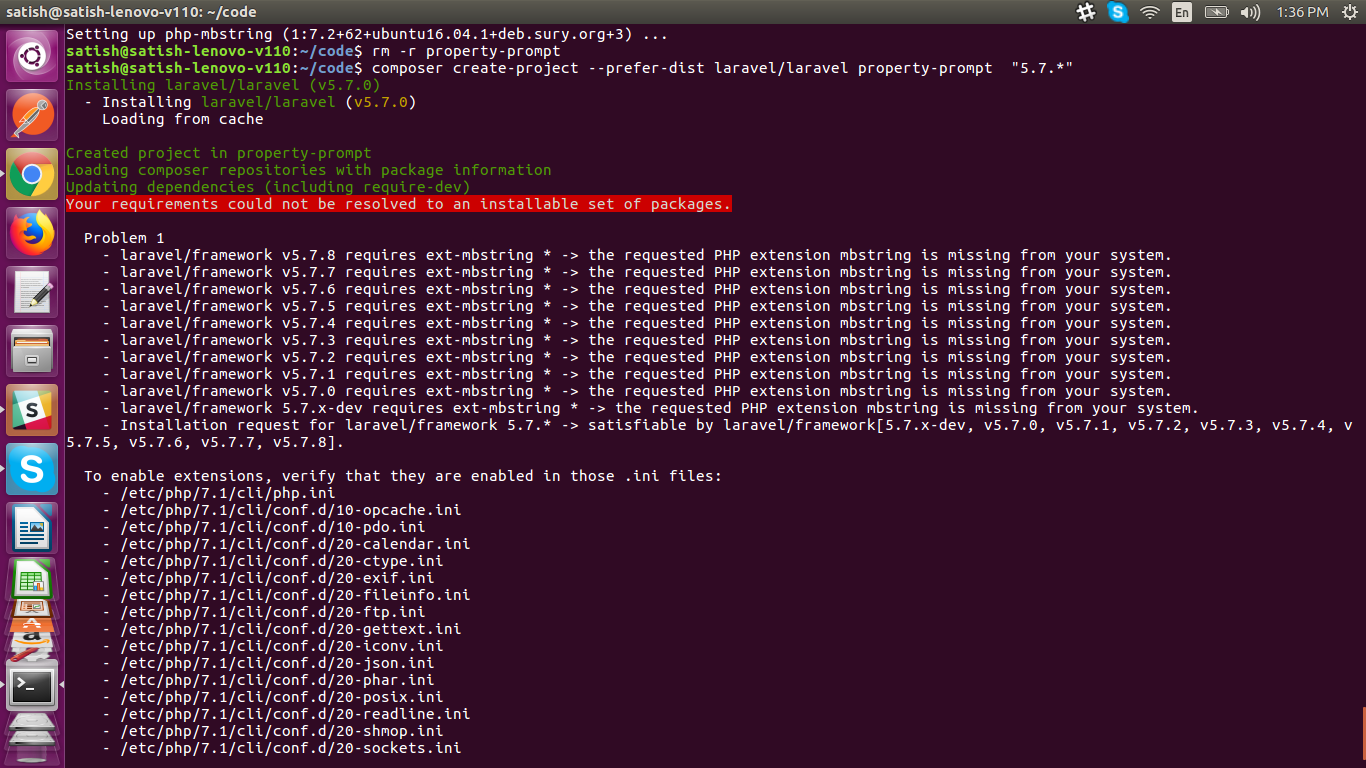 satish@satish-lenovo-v110: ~/code
En
1:36 PM
Setting up php-mbstring (1:7.2+62+ubuntu16.04.1+deb.sury.org+3) ...
satish@satish-lenovo-v110:~/code$ rm -r property-prompt
satish@satish-lenovo-v110:~/code$ composer create-project --prefer-dist laravel/laravel property-prompt  "5.7.*"
Installing laravel/laravel (v5.7.0)
  - Installing laravel/laravel (v5.7.0)
    Loading from cache
Created project in property-prompt
Loading composer repositories with package information
Updating dependencies (including require-dev)
Your requirements could not be resolved to an installable set of packages.
  Problem 1
    - laravel/framework v5.7.8 requires ext-mbstring * -> the requested PHP extension mbstring is missing from your system.
    - laravel/framework v5.7.7 requires ext-mbstring * -> the requested PHP extension mbstring is missing from your system.
    - laravel/framework v5.7.6 requires ext-mbstring * -> the requested PHP extension mbstring is missing from your system.
    - laravel/framework v5.7.5 requires ext-mbstring * -> the requested PHP extension mbstring is missing from your system.
    - laravel/framework v5.7.4 requires ext-mbstring * -> the requested PHP extension mbstring is missing from your system.
    - laravel/framework v5.7.3 requires ext-mbstring * -> the requested PHP extension mbstring is missing from your system.
    - laravel/framework v5.7.2 requires ext-mbstring * -> the requested PHP extension mbstring is missing from your system.
    - laravel/framework v5.7.1 requires ext-mbstring * -> the requested PHP extension mbstring is missing from your system.
    - laravel/framework v5.7.0 requires ext-mbstring * -> the requested PHP extension mbstring is missing from your system.
    - laravel/framework 5.7.x-dev requires ext-mbstring * -> the requested PHP extension mbstring is missing from your system.
    - Installation request for laravel/framework 5.7.* -> satisfiable by laravel/framework[5.7.x-dev, v5.7.0, v5.7.1, v5.7.2, v5.7.3, v5.7.4, v
5.7.5, v5.7.6, v5.7.7, v5.7.8].
  To enable extensions, verify that they are enabled in those .ini files:
    - /etc/php/7.1/cli/php.ini
    - /etc/php/7.1/cli/conf.d/10-opcache.ini
    - /etc/php/7.1/cli/conf.d/10-pdo.ini
    - /etc/php/7.1/cli/conf.d/20-calendar.ini
    - /etc/php/7.1/cli/conf.d/20-ctype.ini
    - /etc/php/7.1/cli/conf.d/20-exif.ini
    - /etc/php/7.1/cli/conf.d/20-fileinfo.ini
    - /etc/php/7.1/cli/conf.d/20-ftp.ini
    - /etc/php/7.1/cli/conf.d/20-gettext.ini
    - /etc/php/7.1/cli/conf.d/20-iconv.ini
    - /etc/php/7.1/cli/conf.d/20-json.ini
    - /etc/php/7.1/cli/conf.d/20-phar.ini
    - /etc/php/7.1/cli/conf.d/20-posix.ini
    - /etc/php/7.1/cli/conf.d/20-readline.ini
    - /etc/php/7.1/cli/conf.d/20-shmop.ini
    - /etc/php/7.1/cli/conf.d/20-sockets.ini